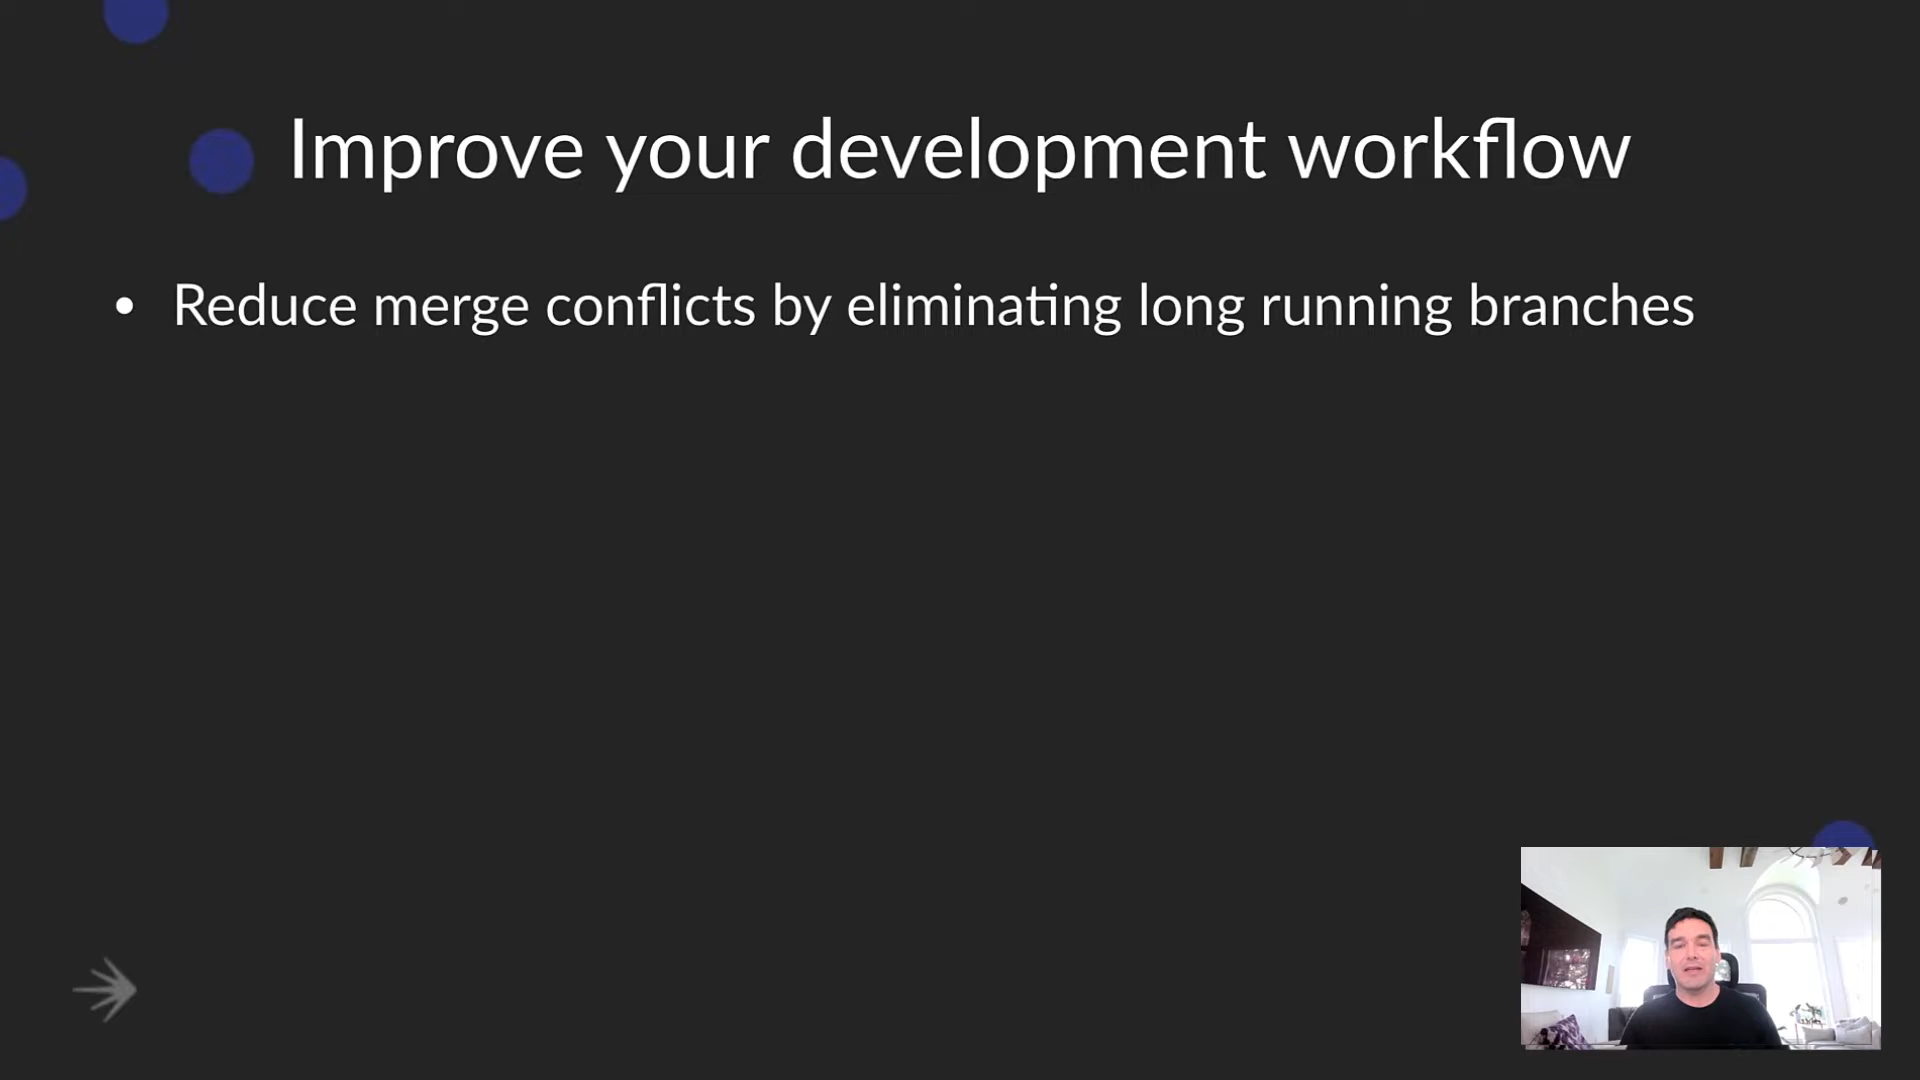 Improve your development workflow
• Reduce merge conflicts by eliminating long running branches